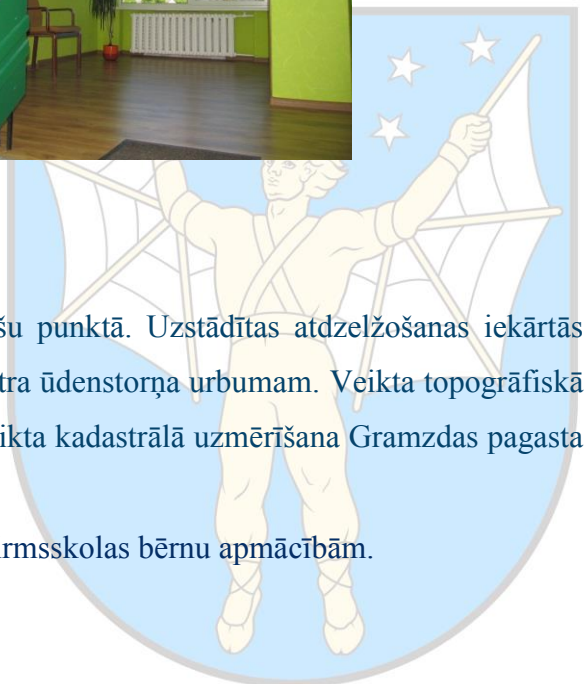 šu punktā. Uzstādītas atdzelžošanas iekārtās
tra ūdenstorņa urbumam. Veikta topogrāfiskā
ikta kadastrālā uzmērīšana Gramzdas pagasta
rmsskolas bērnu apmācībām.